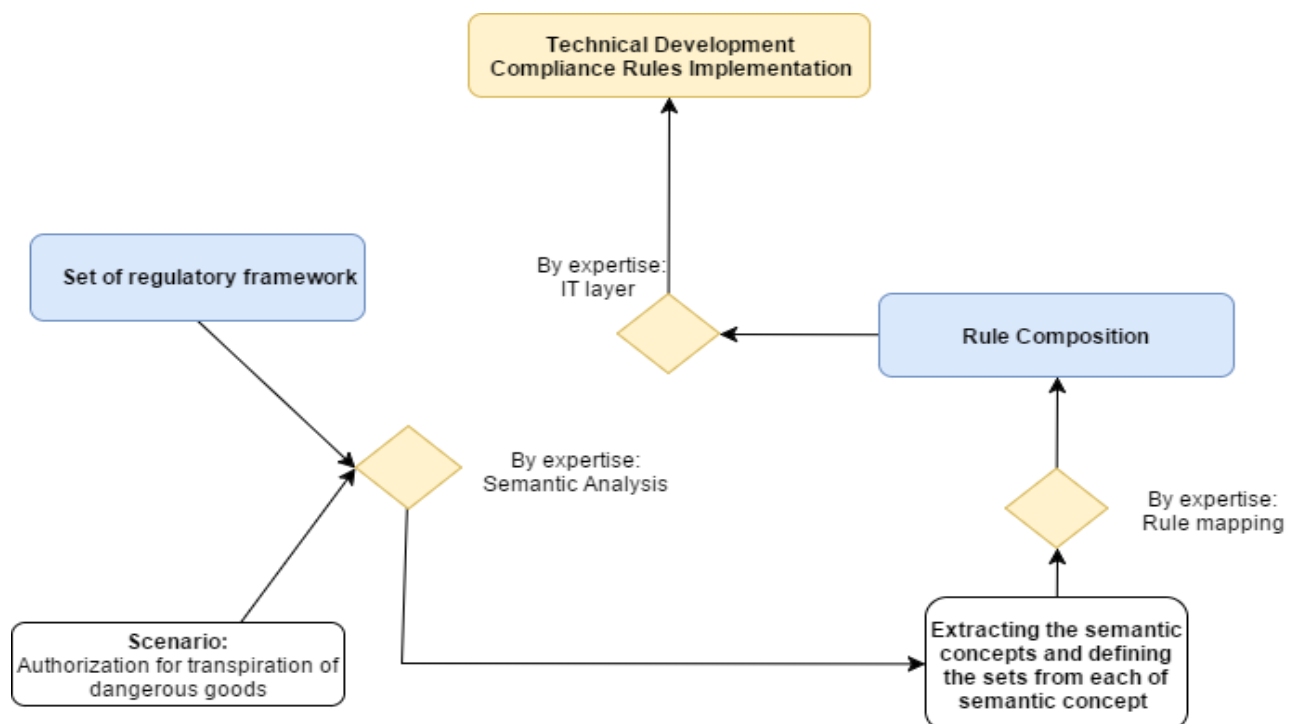 Technical Development
Compliance Rules Implementation
By expertise:
IT layer
Set of regulatory framework
Rule Composition
By expertise:
Semantic Analysis
By expertise:
Rule mapping
Scenario:
Authorization for transpiration of
dangerous goods
Extracting the semantic
concepts and defining
the sets from each of
semantic concept